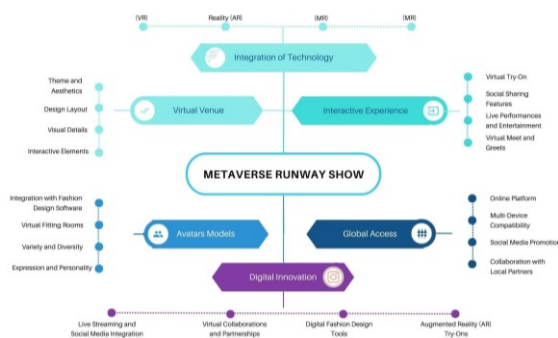 (VR)
Reality (AR)
(MR)
(MR)
Integration of Technology
Theme and
Aesthetics
Design Layout
Visual Details
Interactive Elements
Virtual Venue
Interactive Experience
Virtual Try-On
Social Sharing
Features
Live Performances
and Entertainment
Virtual Meet and
Greets
METAVERSE RUNWAY SHOW
Integration with Fashion
Design Software
Virtual Fitting Rooms
Variety and Diversity
Expression and Personality
Avatars Models
Global Access
Online Platform
Multi Device
Compatibility
Social Media Promotion
Collaboration with
Local Partners
Digital Innovation
Live Streaming and
Social Media Integration
Virtual Collaborations
and Partnerships
Digital Fashion Design
Tools
Augmented Reality (AR)
Try-Ons